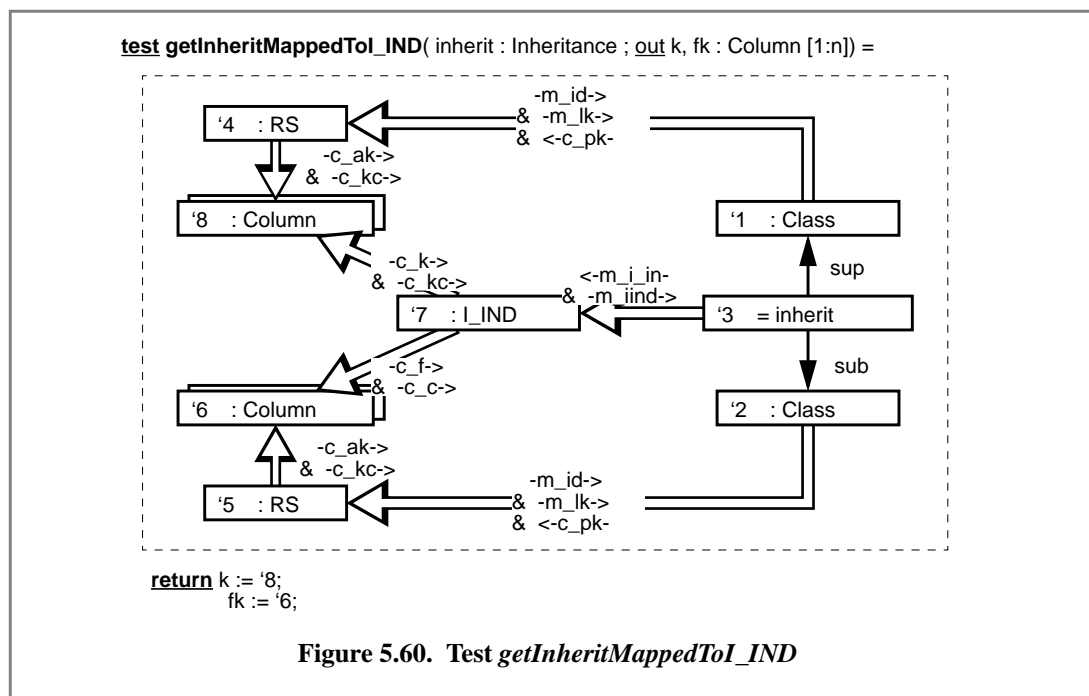 test getInheritMappedToI_IND( inherit : Inheritance ; out k, fk : Column [1:n]) =
-m_id->
& -m_lk->
& <-c_pk-
‘4 : RS
-c_ak->
& -c_kc->
‘8 : Column
‘1 : Class
-c_k->
& -c_kc->
<-m_i_in-
& -m_iind->
sup
‘7 : I_IND
‘3 = inherit
-c_f->
& -c_c->
sub
‘6 : Column
‘2 : Class
-c_ak->
& -c_kc->
-m_id->
& -m_lk->
& <-c_pk-
‘5 : RS
return k := ‘8;
fk := ‘6;
Figure 5.60. Test getInheritMappedToI_IND